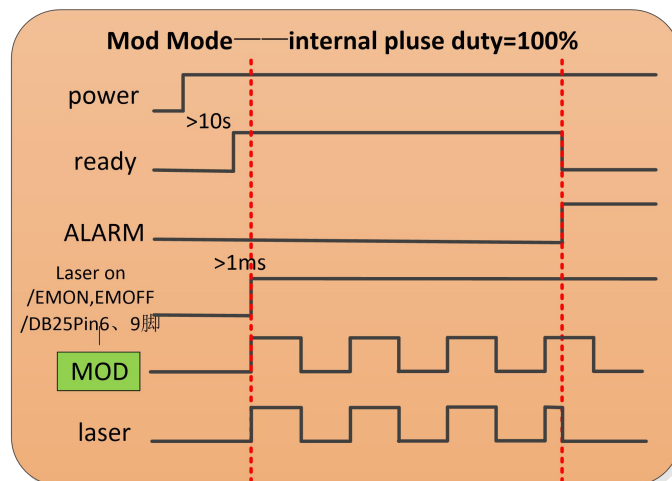 Mod Mode——internal pluse duty=100%
power
>10s
ready
ALARM
>1ms
Laser on
/EMON,EMOFF
/DB25Pin6、9脚
MOD
laser